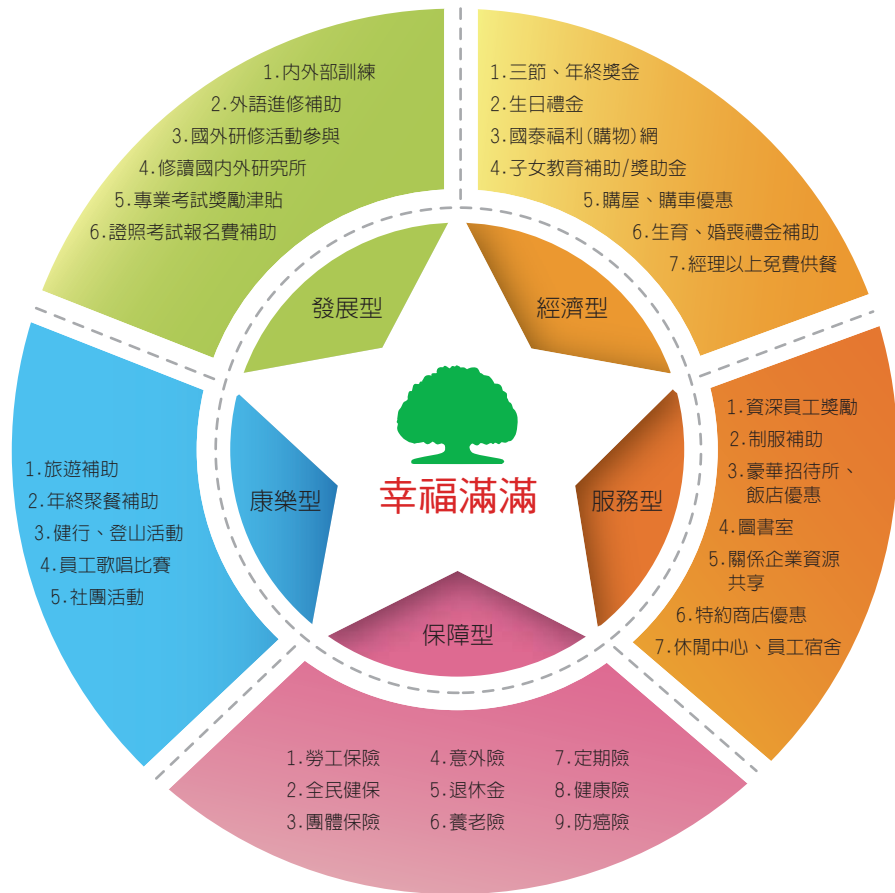 發展型
1.內外部訓練
2.外語進修補助
3.國外研修活動參與
4.修讀國內外研究所
5.專業考試獎勵津貼
6.證照考試報名費補助
經濟型
1.三節、年終獎金
2.生日禮金
3.國泰福利(購物)網
4.子女教育補助/獎助金
5.購屋、購車優惠
6.生育、婚喪禮金補助
7.經理以上免費供餐
服務型
1.資深員工獎勵
2.制服補助
3.豪華招待所、
飯店優惠
4.圖書室
5.關係企業資源
共享
6.特約商店優惠
7.休閒中心、員工宿舍
保障型
1.勞工保險
2.全民健保
3.團體保險
4.意外險
5.退休金
6.養老險
7.定期險
8.健康險
9.防癌險
康樂型
1.旅遊補助
2.年終聚餐補助
3.健行、登山活動
4.員工歌唱比賽
5.社團活動
幸福滿滿